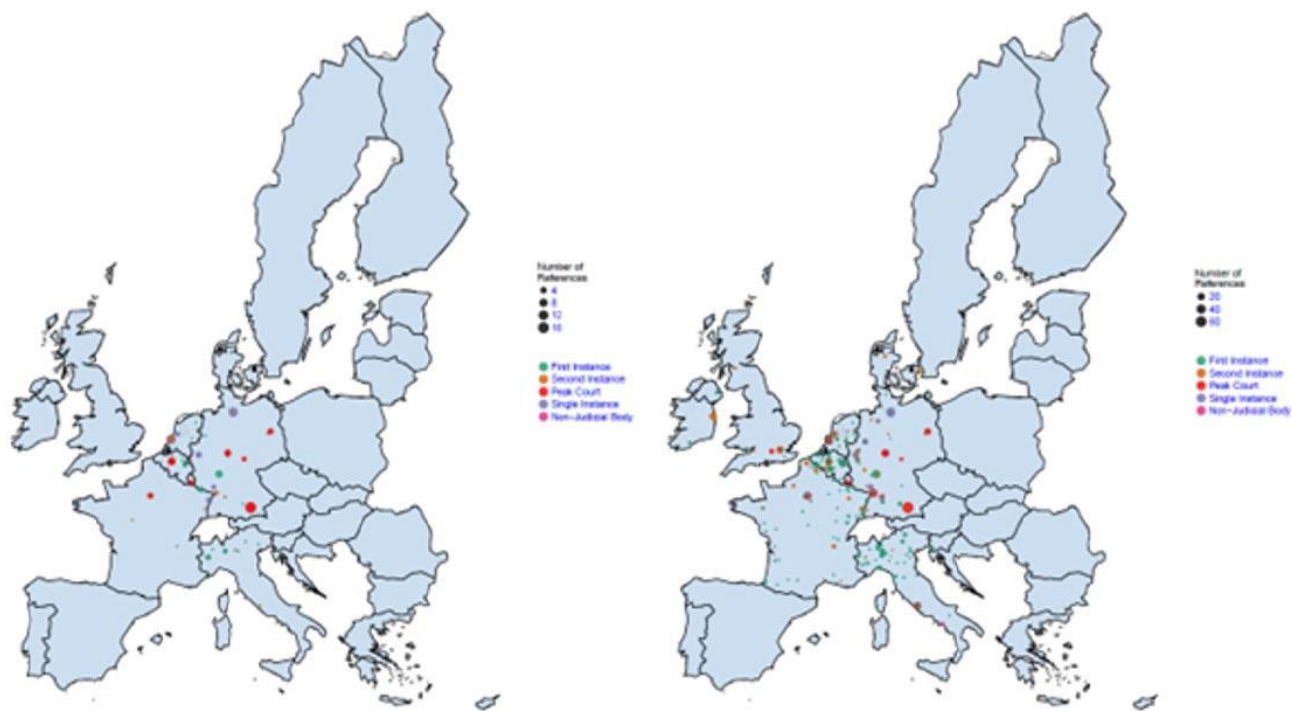 Number of
References
4
8
12
16
First Instance
Second Instance
Peak Court
Single Instance
Non-Judicial Body
Number of
References
20
40
60
First Instance
Second Instance
Peak Court
Single Instance
Non-Judicial Body